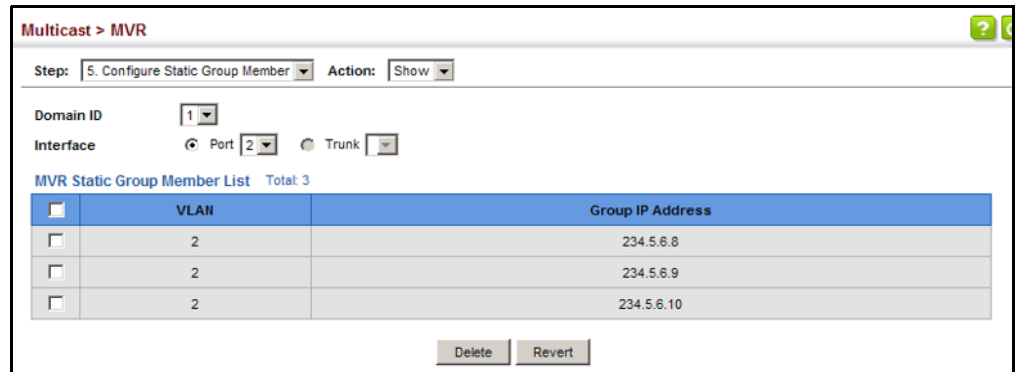 Multicast > MVR
?
Step: 5. Configure Static Group Member Action: Show
Domain ID 1
Interface Port 2 Trunk
MVR Static Group Member List Total: 3
VLAN Group IP Address
2 234.5.6.8
2 234.5.6.9
2 234.5.6.10
Delete Revert